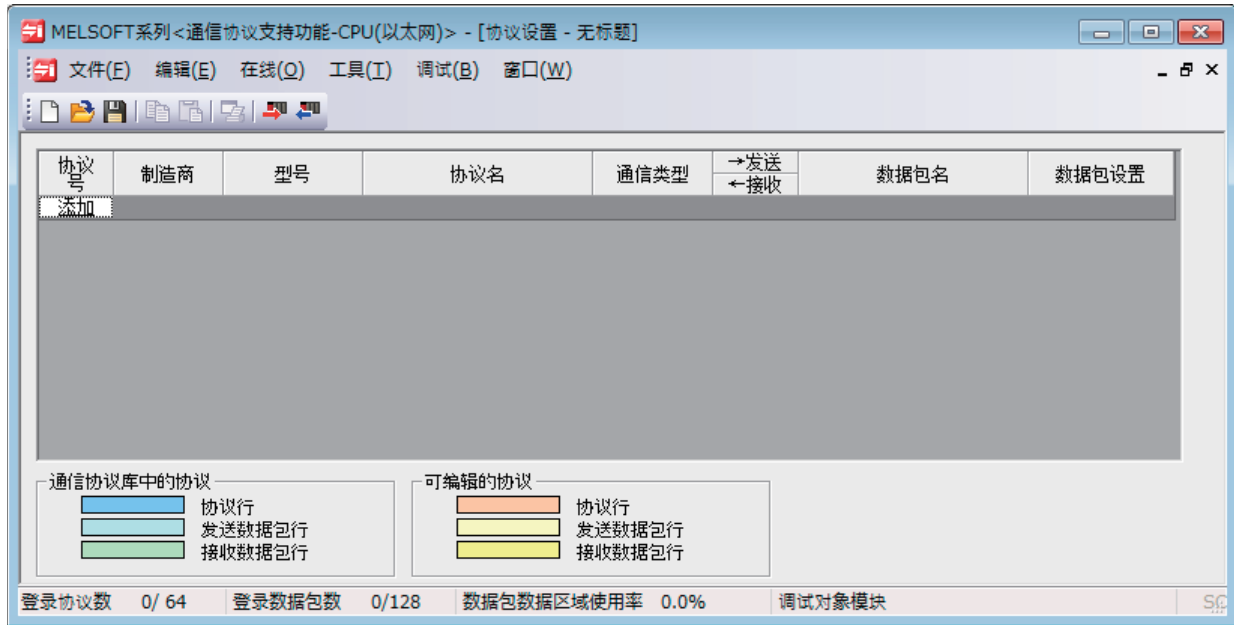 MELSOFT系列<通信协议支持功能-CPU(以太网)> - [协议设置 - 无标题]
文件(F) 编辑(E) 在线(O) 工具(T) 调试(B) 窗口(W)
协议号 制造商 型号 协议名 通信类型 →发送 ←接收 数据包名 数据包设置
添加
通信协议库中的协议 可编辑的协议
协议行 协议行
发送数据包行 发送数据包行
接收数据包行 接收数据包行
登录协议数 0/ 64 登录数据包数 0/128 数据包数据区域使用率 0.0% 调试对象模块